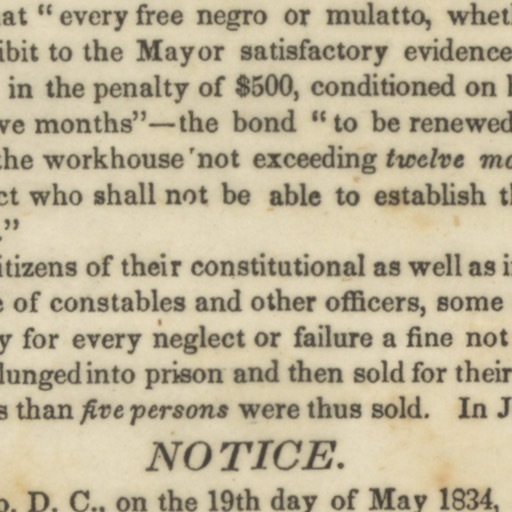 at “every free negro or mulatto, whet
ibit to the Mayor satisfactory evidence
in the penalty of $500, conditioned on
ve months”—the bond “to be renewed
the workhouse not exceeding twelve mo
ct who shall not be able to establish t
.”
itizens of their constitutional as well as i
e of constables and other officers, some
y for every neglect or failure a fine not
lunged into prison and then sold for their
s than five persons were thus sold. In J
NOTICE.
o. D. C., on the 19th day of May 1834,